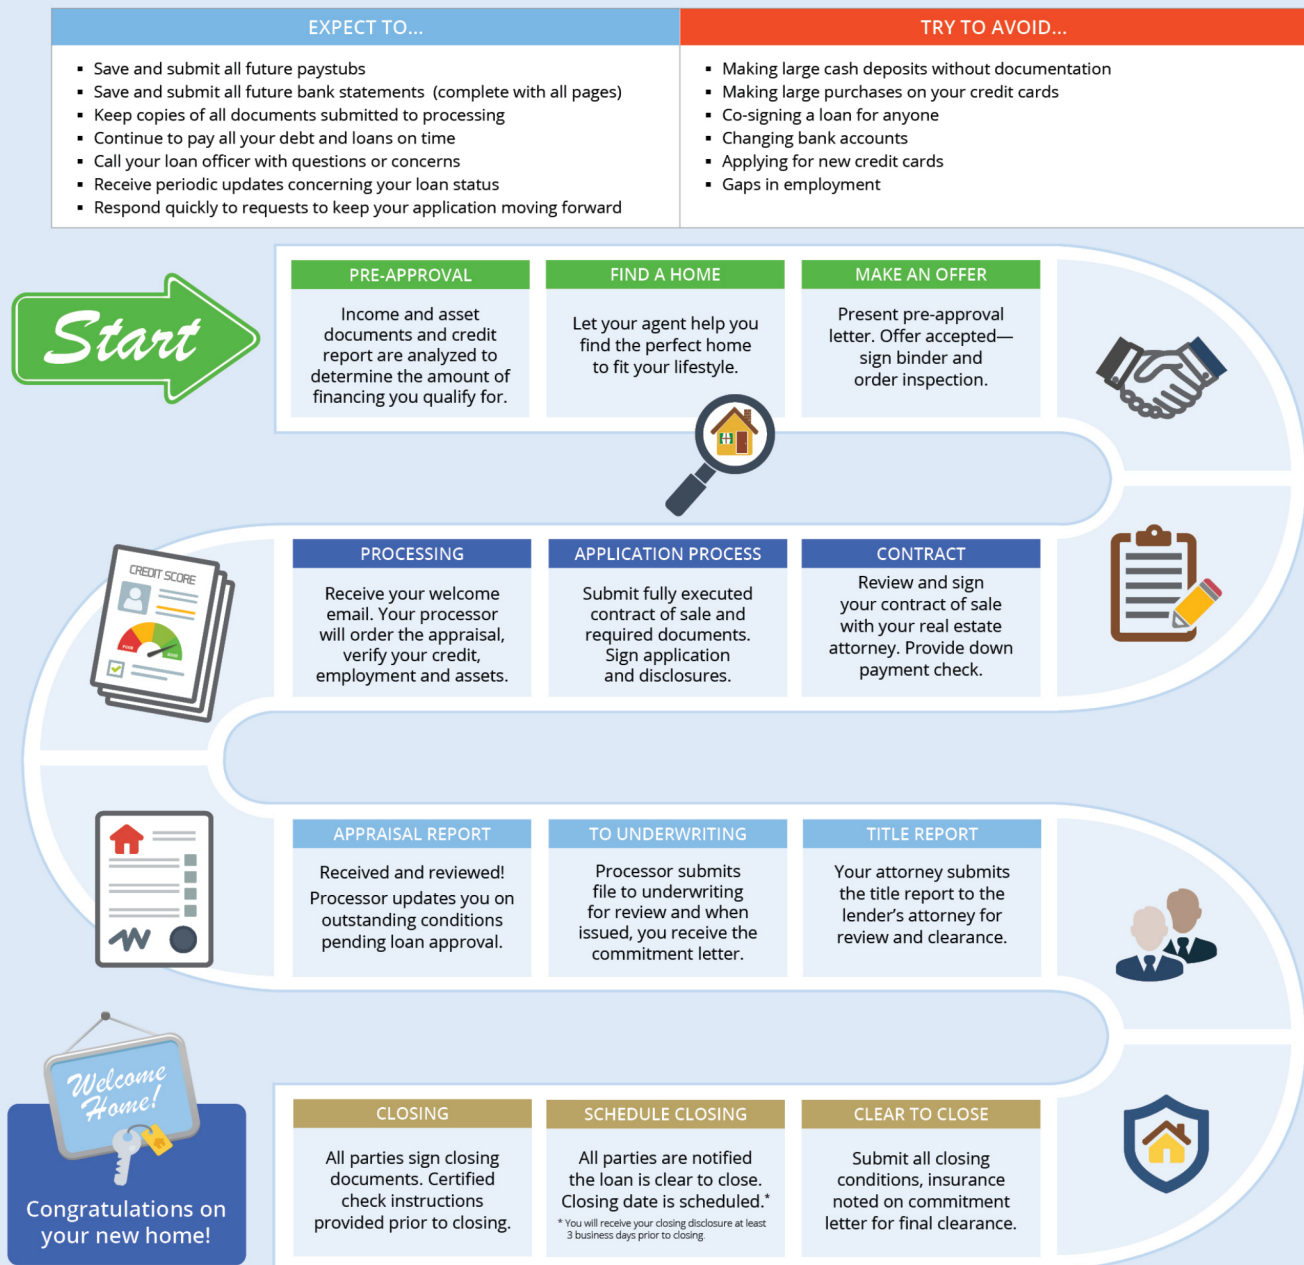 EXPECT TO...
▪ Save and submit all future paystubs
▪ Save and submit all future bank statements (complete with all pages)
▪ Keep copies of all documents submitted to processing
▪ Continue to pay all your debt and loans on time
▪ Call your loan officer with questions or concerns
▪ Receive periodic updates concerning your loan status
▪ Respond quickly to requests to keep your application moving forward
TRY TO AVOID...
▪ Making large cash deposits without documentation
▪ Making large purchases on your credit cards
▪ Co-signing a loan for anyone
▪ Changing bank accounts
▪ Applying for new credit cards
▪ Gaps in employment
Start
PRE-APPROVAL
Income and asset
documents and credit
report are analyzed to
determine the amount of
financing you qualify for.
FIND A HOME
Let your agent help you
find the perfect home
to fit your lifestyle.
MAKE AN OFFER
Present pre-approval
letter. Offer accepted—
sign binder and
order inspection.
CONTRACT
Review and sign
your contract of sale
with your real estate
attorney. Provide down
payment check.
APPLICATION PROCESS
Submit fully executed
contract of sale and
required documents.
Sign application
and disclosures.
PROCESSING
Receive your welcome
email. Your processor
will order the appraisal,
verify your credit,
employment and assets.
CREDIT SCORE
POOR
GOOD
APPRAISAL REPORT
Received and reviewed!
Processor updates you on
outstanding conditions
pending loan approval.
TO UNDERWRITING
Processor submits
file to underwriting
for review and when
issued, you receive the
commitment letter.
TITLE REPORT
Your attorney submits
the title report to the
lender’s attorney for
review and clearance.
CLEAR TO CLOSE
Submit all closing
conditions, insurance
noted on commitment
letter for final clearance.
SCHEDULE CLOSING
All parties are notified
the loan is clear to close.
Closing date is scheduled.*
* You will receive your closing disclosure at least
3 business days prior to closing.
CLOSING
All parties sign closing
documents. Certified
check instructions
provided prior to closing.
Welcome
Home!
Congratulations on
your new home!